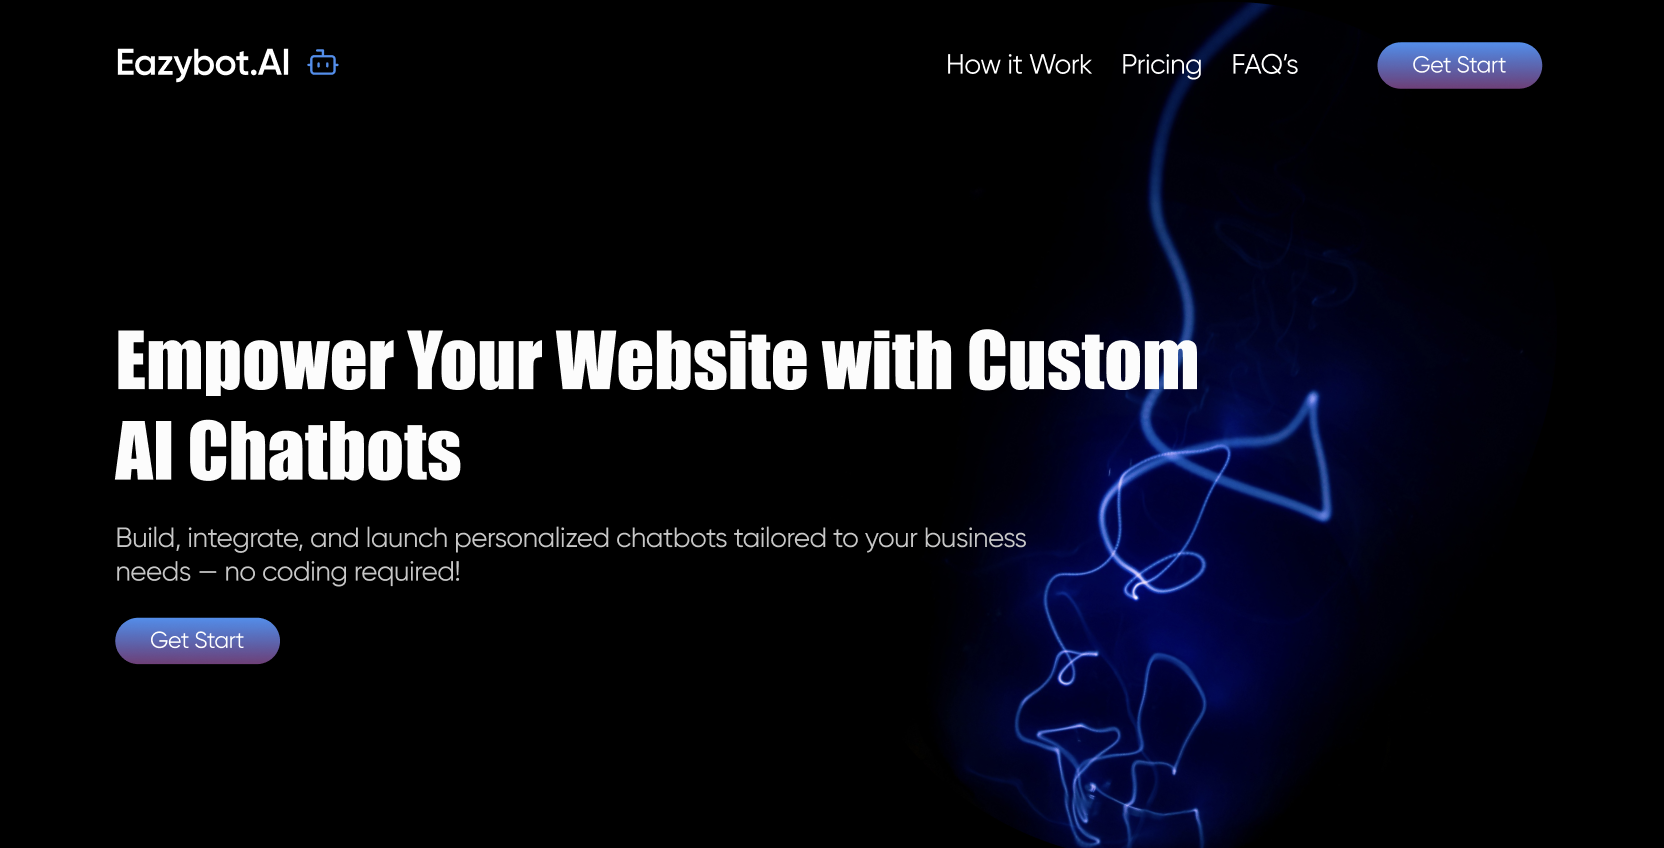 Eazybot.AI
How it Work Pricing FAQ’s Get Start
Empower Your Website with Custom
AI Chatbots
Build, integrate, and launch personalized chatbots tailored to your business
needs — no coding required!
Get Start